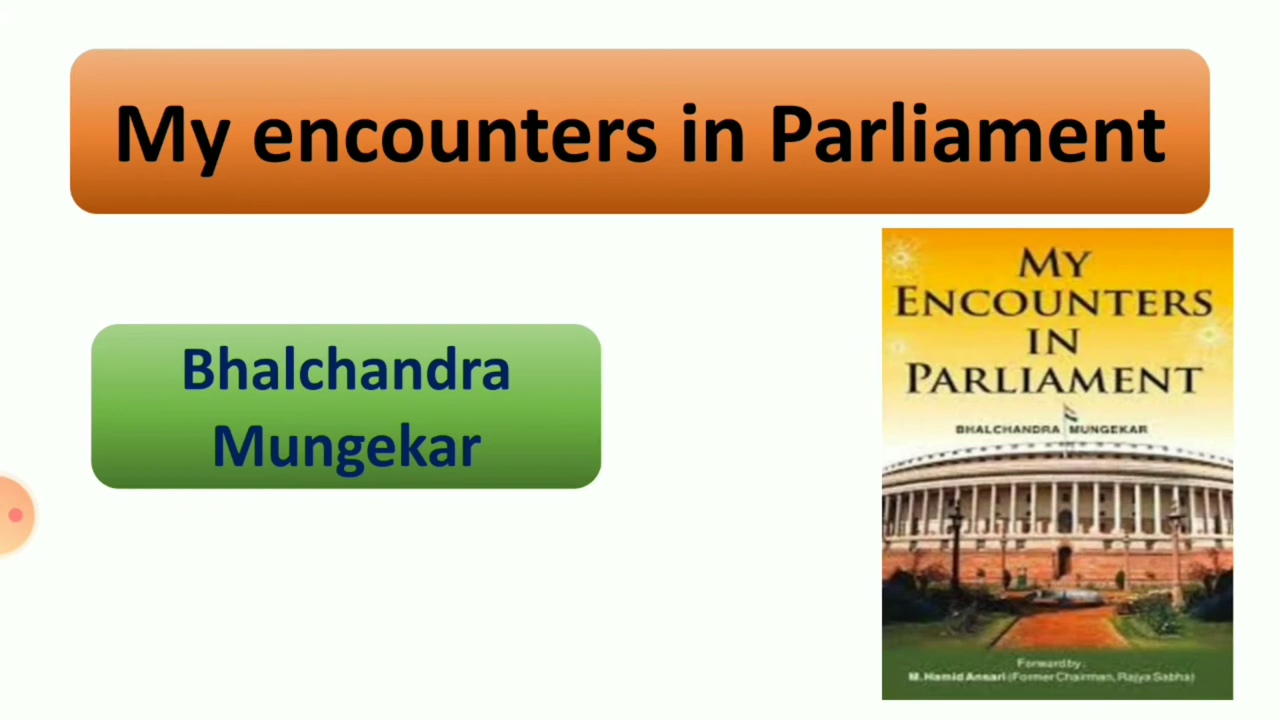 My encounters in Parliament
Bhalchandra
Mungekar
MY
ENCOUNTERS
IN
PARLIAMENT
BHALCHANDRA MUNGEKAR
Forward by :
M. Hamid Ansari (Former Chairman, Rajya Sabha)